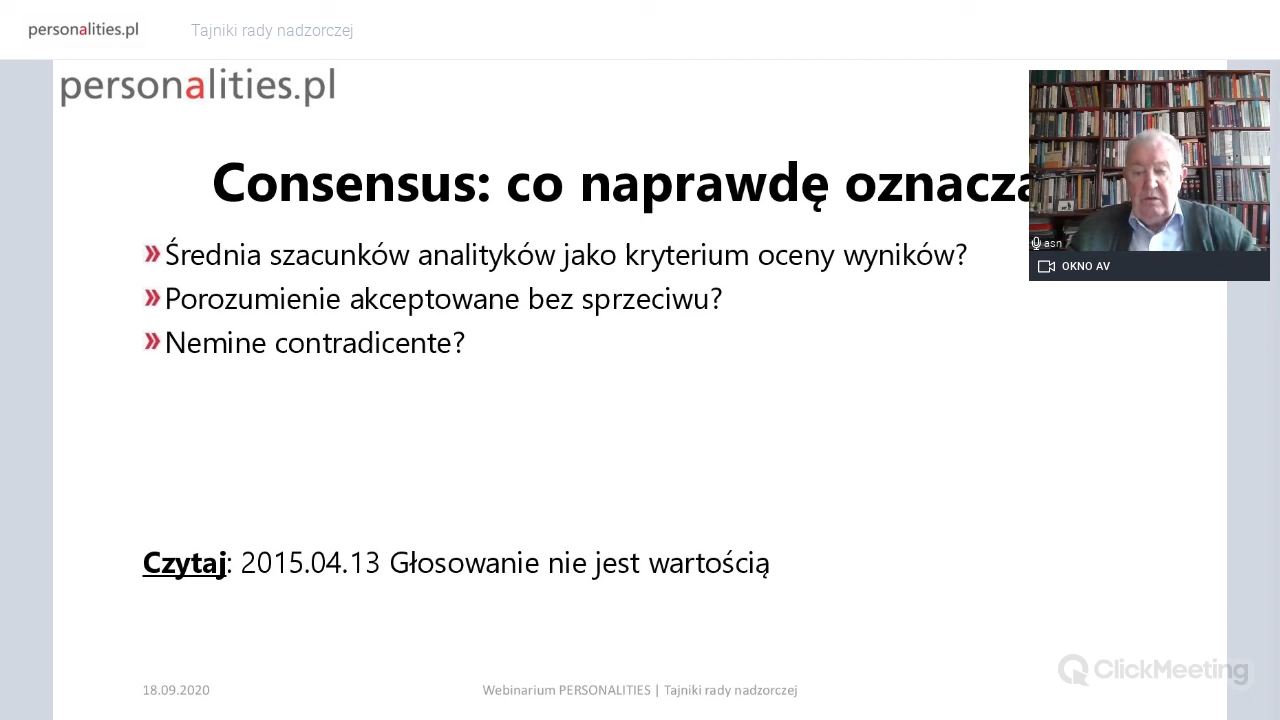 personalities.pl
Tajniki rady nadzorczej
personalities.pl
Consensus: co naprawdę oznacza
Średnia szacunków analityków jako kryterium oceny wyników?
Porozumienie akceptowane bez sprzeciwu?
Nemine contradicente?
asn
OKNO AV
Czytaj: 2015.04.13 Głosowanie nie jest wartością
ClickMeeting
18.09.2020
Webinarium PERSONALITIES | Tajniki rady nadzorczej